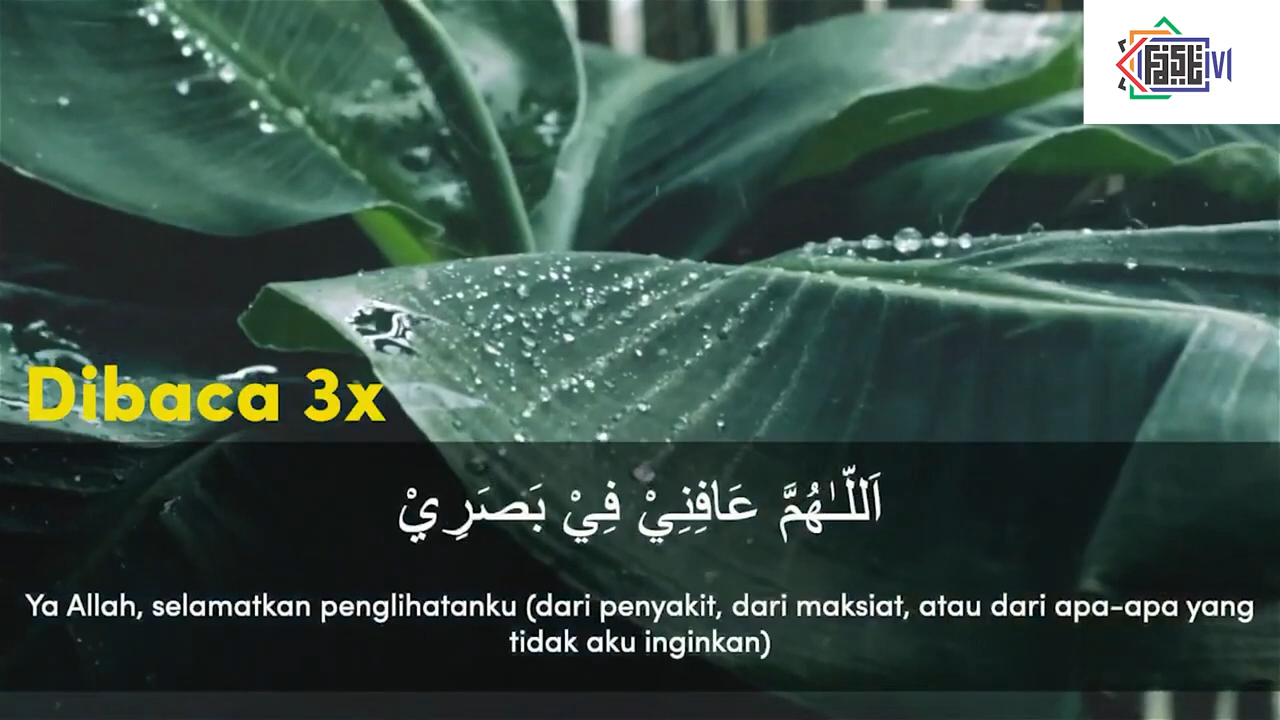 Dibaca 3x
اَللّـٰهُمَّ عَافِنِيْ فِيْ بَصَرِيْ
Ya Allah, selamatkan penglihatanku (dari penyakit, dari maksiat, atau dari apa-apa yang
tidak aku inginkan)